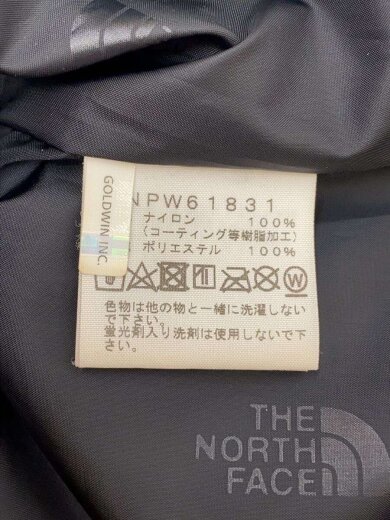 GOLDWIN INC.
NPW61831
ナイロン 100%
(コーティング等樹脂加工)
ポリエステル 100%
W
色物は他の物と一緒に洗濯しない
で下さい。
蛍光剤入り洗剤は使用しないで下
さい。
THE
NORTH
FACE